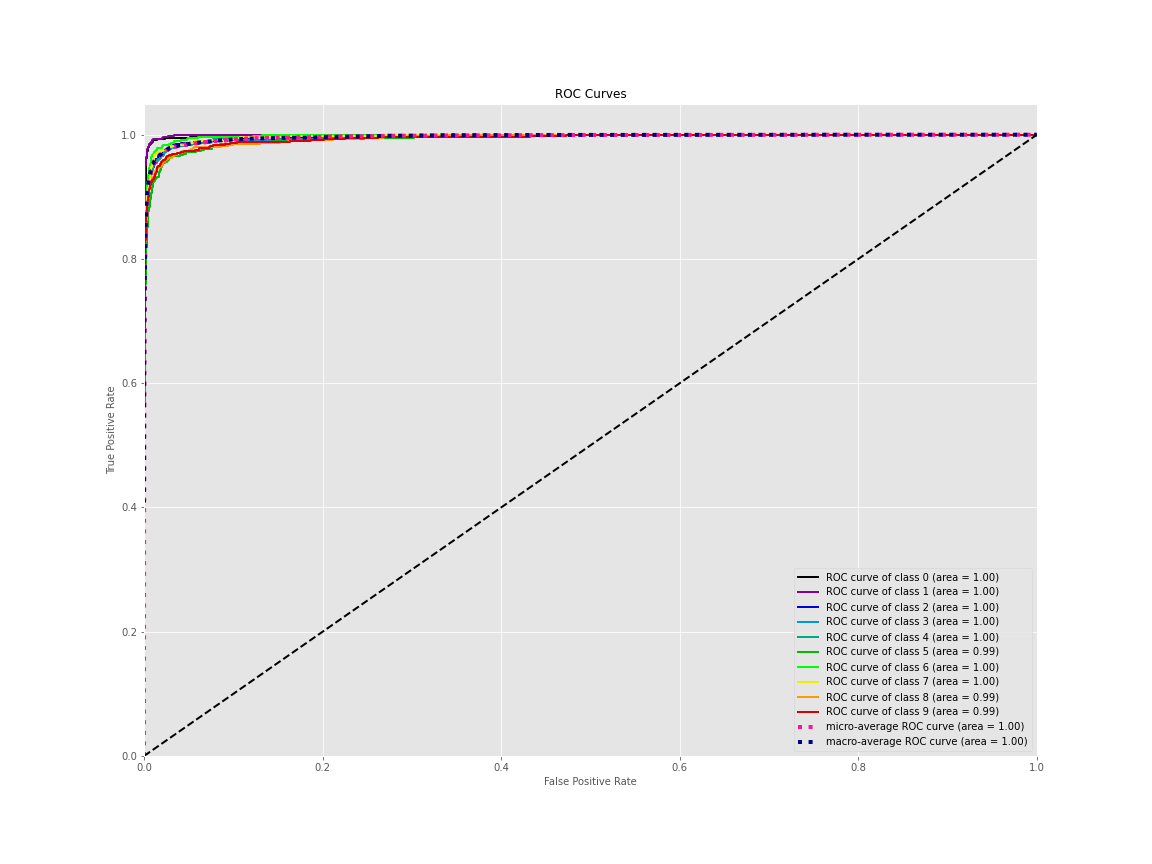 ROC Curves
1.0
0.8
0.6
0.4
0.2
0.0
True Positive Rate
0.0 0.2 0.4 0.6 0.8 1.0
False Positive Rate
ROC curve of class 0 (area = 1.00)
ROC curve of class 1 (area = 1.00)
ROC curve of class 2 (area = 1.00)
ROC curve of class 3 (area = 1.00)
ROC curve of class 4 (area = 1.00)
ROC curve of class 5 (area = 0.99)
ROC curve of class 6 (area = 1.00)
ROC curve of class 7 (area = 1.00)
ROC curve of class 8 (area = 0.99)
ROC curve of class 9 (area = 0.99)
micro-average ROC curve (area = 1.00)
macro-average ROC curve (area = 1.00)